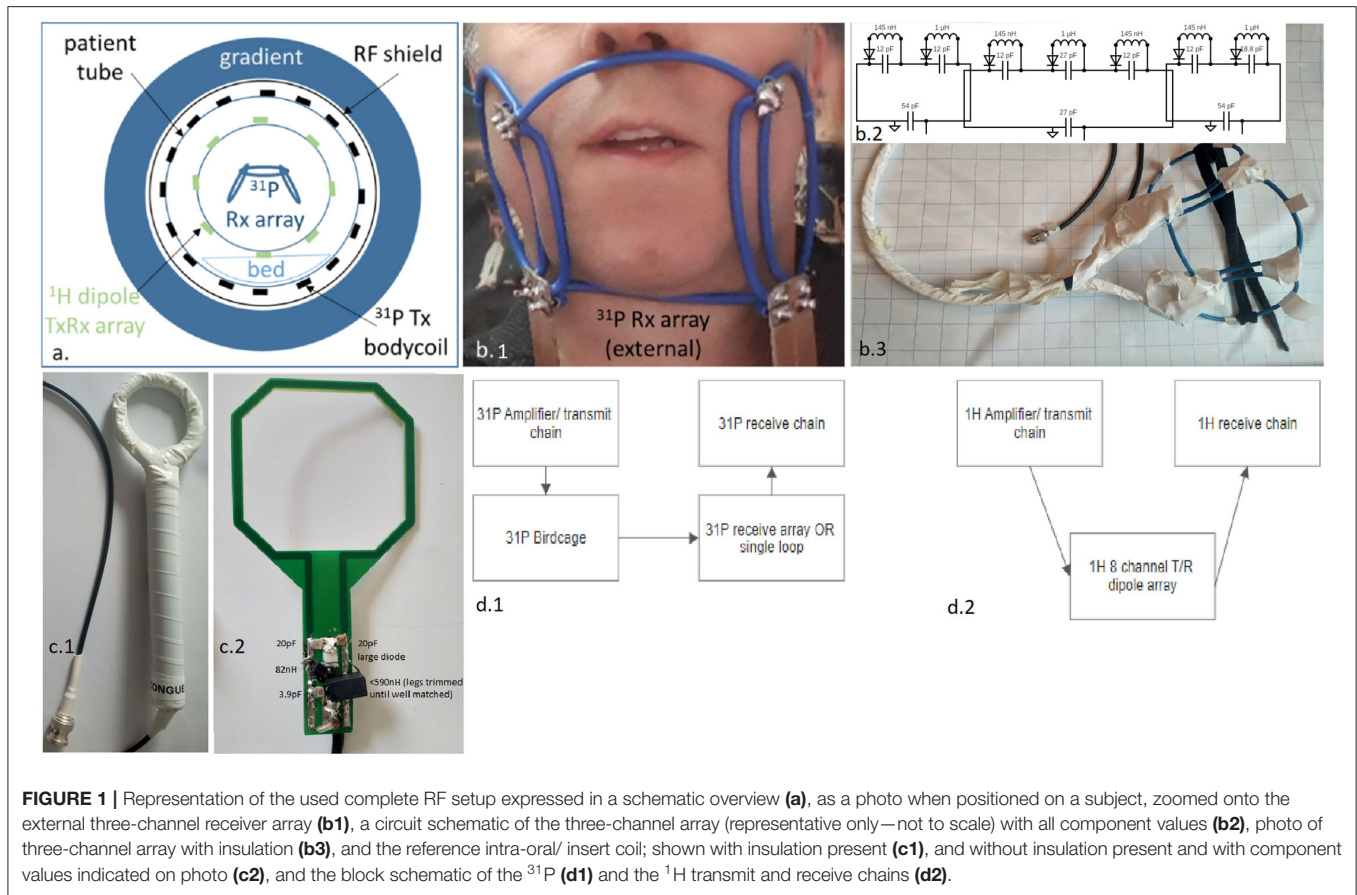 patient
tube
gradient
RF shield
³¹P
Rx array
bed
¹H dipole
TxRx array
³¹P Tx
bodycoil
a.
³¹P Rx array
(external)
b.1
145 nH
1 µH
145 nH
1 µH
145 nH
145 nH
1 µH
12 pF
12 pF
12 pF
27 pF
12 pF
12 pF
18.8 pF
54 pF
27 pF
54 pF
b.2
b.3
c.1
TONGUE
c.2
20pF
20pF
large diode
82nH
<590nH (legs trimmed
until well matched)
3.9pF
31P Amplifier/ transmit
chain
31P receive chain
31P Birdcage
31P receive array OR
single loop
d.1
1H Amplifier/ transmit
chain
1H receive chain
1H 8 channel T/R
dipole array
d.2
FIGURE 1 | Representation of the used complete RF setup expressed in a schematic overview (a), as a photo when positioned on a subject, zoomed onto the
external three-channel receiver array (b1), a circuit schematic of the three-channel array (representative only—not to scale) with all component values (b2), photo of
three-channel array with insulation (b3), and the reference intra-oral/ insert coil; shown with insulation present (c1), and without insulation present and with component
values indicated on photo (c2), and the block schematic of the ³¹P (d1) and the ¹H transmit and receive chains (d2).